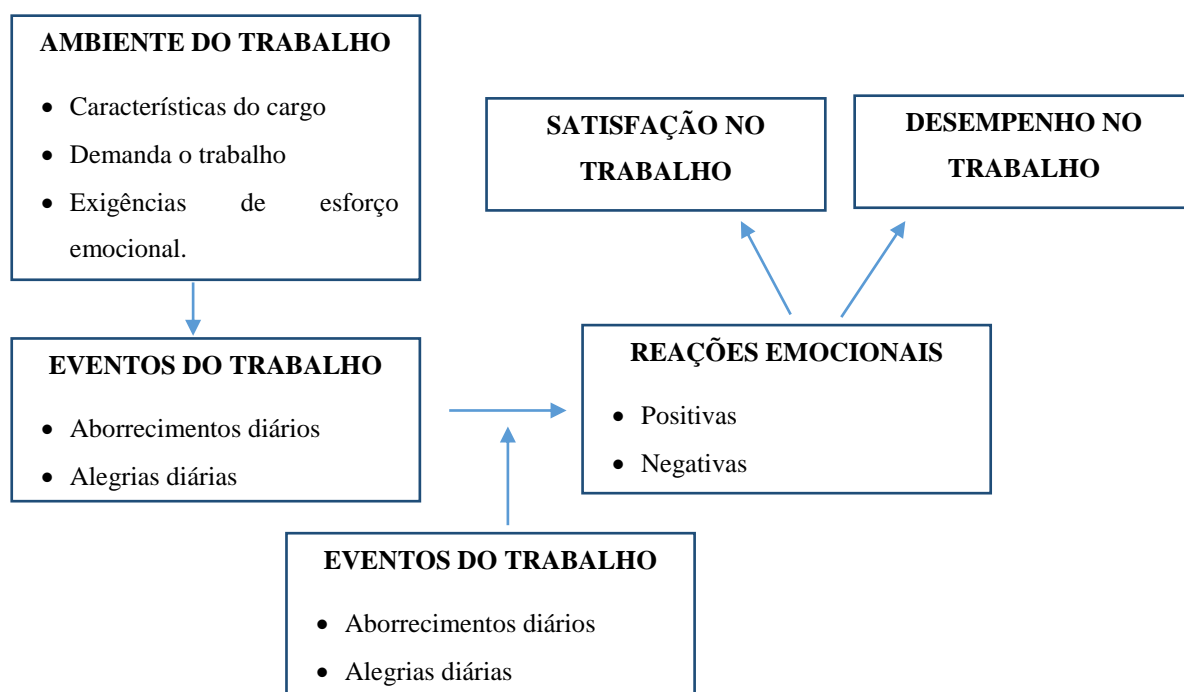 AMBIENTE DO TRABALHO
• Características do cargo
• Demanda o trabalho
• Exigências de esforço
emocional.
SATISFAÇÃO NO
TRABALHO
DESEMPENHO NO
TRABALHO
EVENTOS DO TRABALHO
• Aborrecimentos diários
• Alegrias diárias
REAÇÕES EMOCIONAIS
• Positivas
• Negativas
EVENTOS DO TRABALHO
• Aborrecimentos diários
• Alegrias diárias